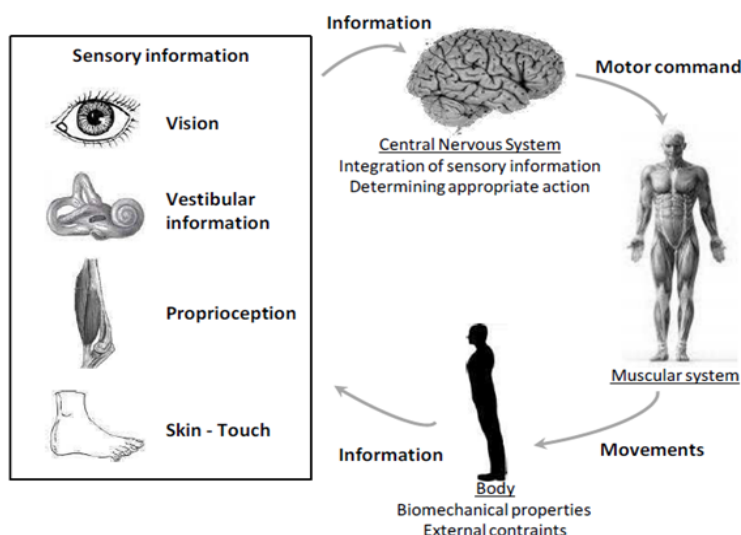 Sensory information
Vision
Vestibular
information
Proprioception
Skin - Touch
Information
Central Nervous System
Integration of sensory information
Determining appropriate action
Motor command
Muscular system
Movements
Body
Biomechanical properties
External contraints
Information